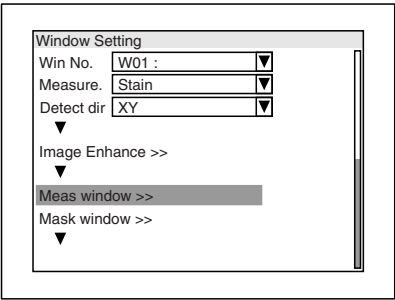 Window Setting
Win No. W01 :
Measure. Stain
Detect dir XY
Image Enhance >>
Meas window >>
Mask window >>